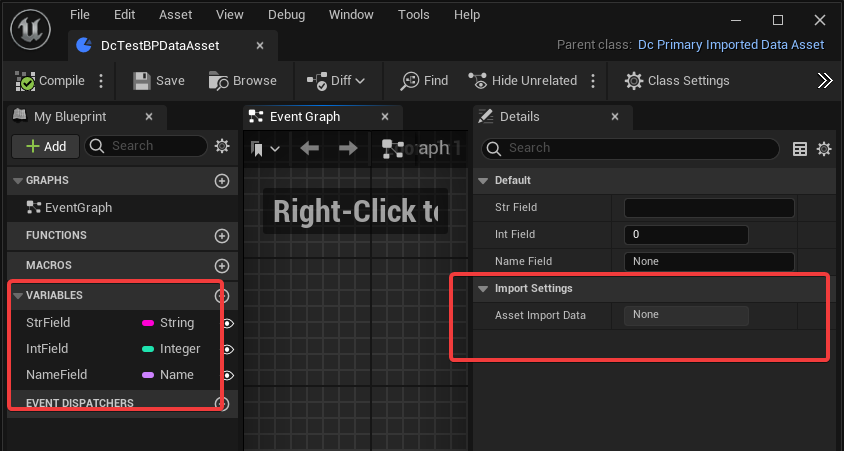 File Edit Asset View Debug Window Tools Help
DcTestBPDataAsset
Parent class: Dc Primary Imported Data Asset
Compile Save Browse Diff Find Hide Unrelated Class Settings
My Blueprint
Add Search
GRAPHS
EventGraph
FUNCTIONS
MACROS
VARIABLES
StrField String
IntField Integer
NameField Name
EVENT DISPATCHERS
Event Graph
Right-Click to
Details
Search
Default
Str Field
Int Field 0
Name Field None
Import Settings
Asset Import Data None